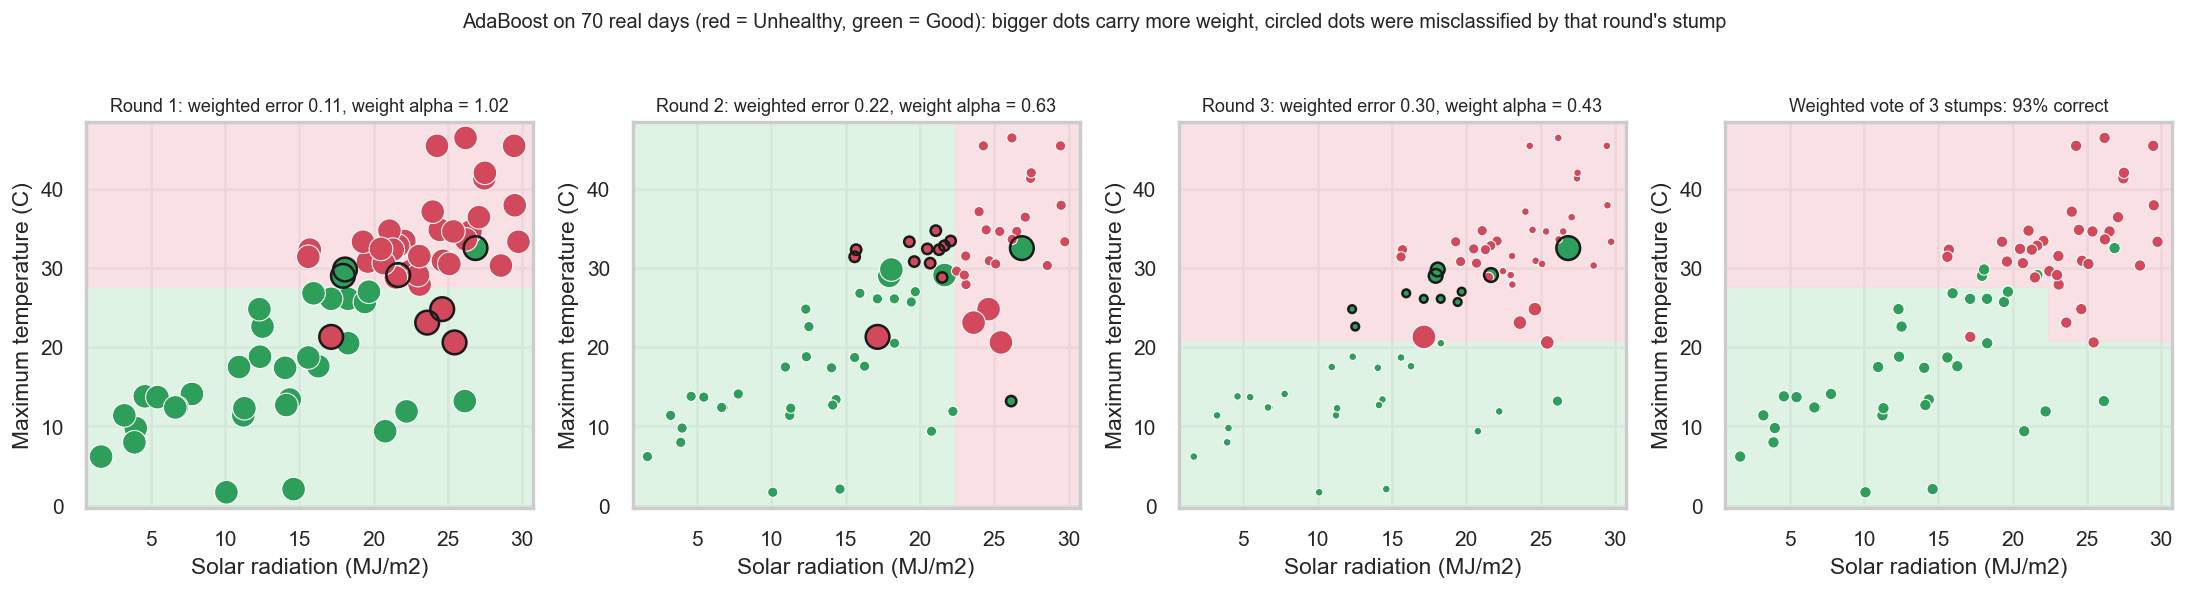 AdaBoost on 70 real days (red = Unhealthy, green = Good): bigger dots carry more weight, circled dots were misclassified by that round's stump
Round 1: weighted error 0.11, weight alpha = 1.02
Maximum temperature (C)
40
30
20
10
0
5 10 15 20 25 30
Solar radiation (MJ/m2)
Round 2: weighted error 0.22, weight alpha = 0.63
Maximum temperature (C)
40
30
20
10
0
5 10 15 20 25 30
Solar radiation (MJ/m2)
Round 3: weighted error 0.30, weight alpha = 0.43
Maximum temperature (C)
40
30
20
10
0
5 10 15 20 25 30
Solar radiation (MJ/m2)
Weighted vote of 3 stumps: 93% correct
Maximum temperature (C)
40
30
20
10
0
5 10 15 20 25 30
Solar radiation (MJ/m2)